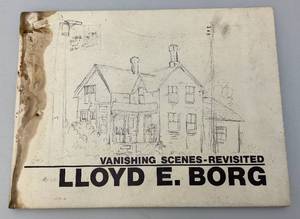 VANISHING SCENES-REVISITED
LLOYD E. BORG